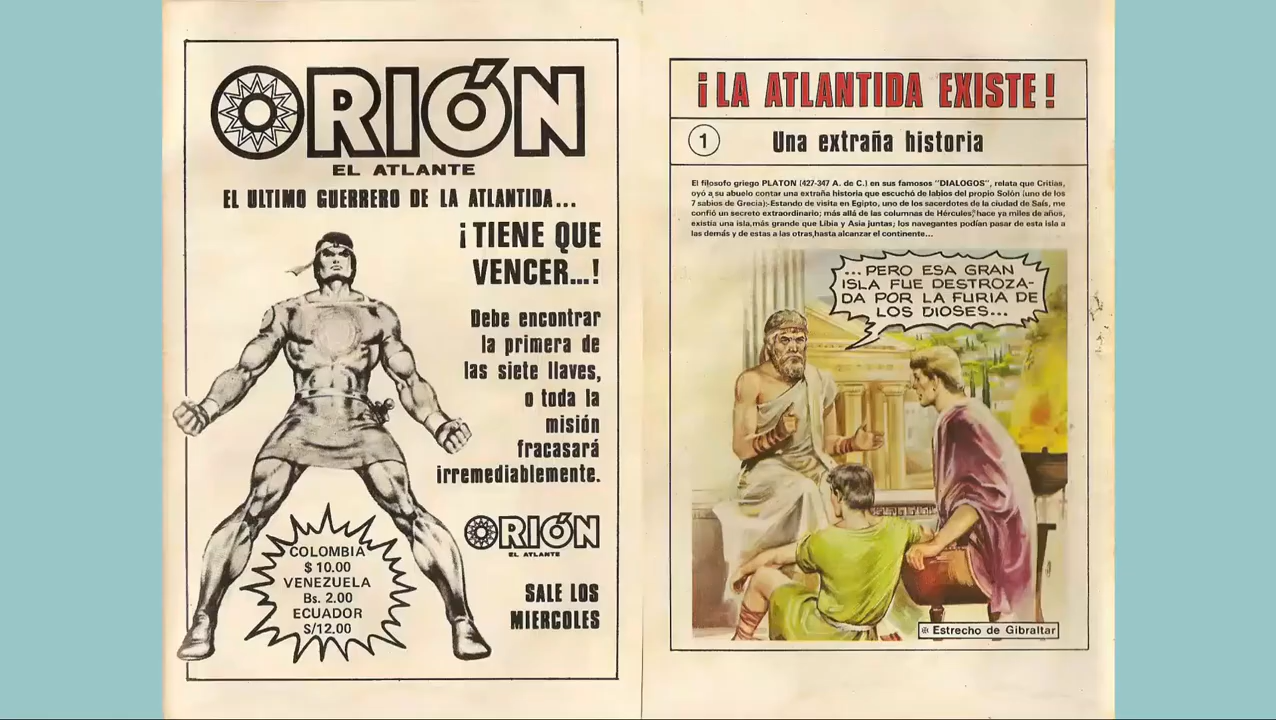 ORIÓN
EL ATLANTE
EL ULTIMO GUERRERO DE LA ATLANTIDA...
¡TIENE QUE
VENCER...!
Debe encontrar
la primera de
las siete llaves,
o toda la
misión
fracasará
irremediablemente.
COLOMBIA
$ 10.00
VENEZUELA
Bs. 2.00
ECUADOR
S/12.00
ORIÓN
EL ATLANTE
SALE LOS
MIERCOLES
¡LA ATLANTIDA EXISTE!
1 Una extraña historia
El filosofo griego PLATON (427-347 A. de C.) en sus famosos "DIALOGOS", relata que Critias,
oyó a su abuelo contar una extraña historia que escuchó de labios del propio Solón (uno de los
7 sabios de Grecia):-Estando de visita en Egipto, uno de los sacerdotes de la ciudad de Saís, me
confió un secreto extraordinario; más allá de las columnas de Hércules,* hace ya miles de años,
existía una isla,más grande que Libia y Asia juntas; los navegantes podían pasar de esta isla a
las demás y de estas a las otras,hasta alcanzar el continente...
...PERO ESA GRAN
ISLA FUE DESTROZA-
DA POR LA FURIA DE
LOS DIOSES...
* Estrecho de Gibraltar